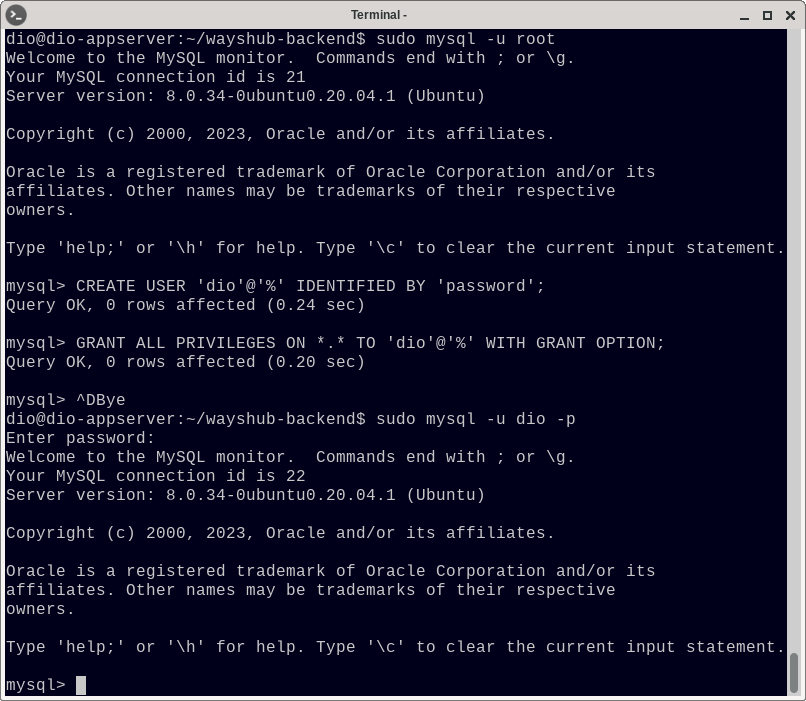 Terminal -
dio@dio-appserver:~/wayshub-backend$ sudo mysql -u root
Welcome to the MySQL monitor.  Commands end with ; or \g.
Your MySQL connection id is 21
Server version: 8.0.34-0ubuntu0.20.04.1 (Ubuntu)

Copyright (c) 2000, 2023, Oracle and/or its affiliates.

Oracle is a registered trademark of Oracle Corporation and/or its
affiliates. Other names may be trademarks of their respective
owners.

Type 'help;' or '\h' for help. Type '\c' to clear the current input statement.

mysql> CREATE USER 'dio'@'%' IDENTIFIED BY 'password';
Query OK, 0 rows affected (0.24 sec)

mysql> GRANT ALL PRIVILEGES ON *.* TO 'dio'@'%' WITH GRANT OPTION;
Query OK, 0 rows affected (0.20 sec)

mysql> ^DBye
dio@dio-appserver:~/wayshub-backend$ sudo mysql -u dio -p
Enter password:
Welcome to the MySQL monitor.  Commands end with ; or \g.
Your MySQL connection id is 22
Server version: 8.0.34-0ubuntu0.20.04.1 (Ubuntu)

Copyright (c) 2000, 2023, Oracle and/or its affiliates.

Oracle is a registered trademark of Oracle Corporation and/or its
affiliates. Other names may be trademarks of their respective
owners.

Type 'help;' or '\h' for help. Type '\c' to clear the current input statement.

mysql>